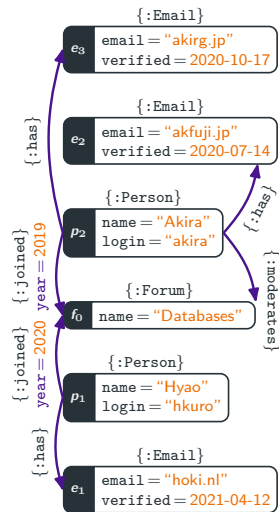 {:Email}
e3
email = “akirg.jp”
verified = 2020-10-17
{:Email}
e2
email = “akfuji.jp”
verified = 2020-07-14
{:has}
{:Person}
p2
name = “Akira”
login = “akira”
{:has}
{:joined}
year = 2019
{:moderates}
{:Forum}
f0
name = “Databases”
{:joined}
year = 2020
{:Person}
p1
name = “Hyao”
login = “hkuro”
{:has}
{:Email}
e1
email = “hoki.nl”
verified = 2021-04-12